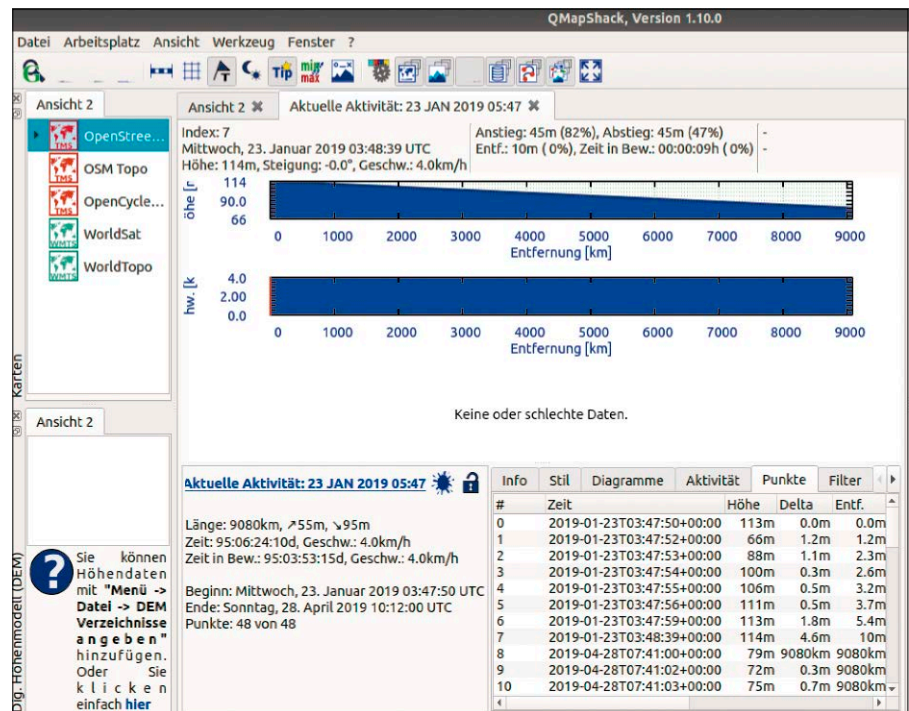 QMapShack, Version 1.10.0
Datei Arbeitsplatz Ansicht Werkzeug Fenster ?
T Tip min/max
Ansicht 2
OpenStree...
TMS
OSM Topo
TMS
OpenCycle...
TMS
WorldSat
WMTS
WorldTopo
WMTS
Karten
Ansicht 2
Dig. Höhenmodell (DEM)
? Sie können
Höhendaten
mit "Menü ->
Datei -> DEM
Verzeichnisse
angeben"
hinzufügen.
Oder Sie
klicken
einfach hier
Ansicht 2 Aktuelle Aktivität: 23 JAN 2019 05:47
Index: 7
Mittwoch, 23. Januar 2019 03:48:39 UTC
Höhe: 114m, Steigung: -0.0°, Geschw.: 4.0km/h
Anstieg: 45m (82%), Abstieg: 45m (47%)
Entf.: 10m ( 0%), Zeit in Bew.: 00:00:09h ( 0%)
-
-
öhe [r
114
90.0
66
0 1000 2000 3000 4000 5000 6000 7000 8000 9000
Entfernung [km]
hw. [k
4.0
2.00
0.0
0 1000 2000 3000 4000 5000 6000 7000 8000 9000
Entfernung [km]
Keine oder schlechte Daten.
Aktuelle Aktivität: 23 JAN 2019 05:47
Länge: 9080km, ↗55m, ↘95m
Zeit: 95:06:24:10d, Geschw.: 4.0km/h
Zeit in Bew.: 95:03:53:15d, Geschw.: 4.0km/h
Beginn: Mittwoch, 23. Januar 2019 03:47:50 UTC
Ende: Sonntag, 28. April 2019 10:12:00 UTC
Punkte: 48 von 48
Info Stil Diagramme Aktivität Punkte Filter
# Zeit Höhe Delta Entf.
0 2019-01-23T03:47:50+00:00 113m 0.0m 0.0m
1 2019-01-23T03:47:52+00:00 66m 1.2m 1.2m
2 2019-01-23T03:47:53+00:00 88m 1.1m 2.3m
3 2019-01-23T03:47:54+00:00 100m 0.3m 2.6m
4 2019-01-23T03:47:55+00:00 106m 0.5m 3.2m
5 2019-01-23T03:47:56+00:00 111m 0.5m 3.7m
6 2019-01-23T03:47:59+00:00 113m 1.8m 5.4m
7 2019-01-23T03:48:39+00:00 114m 4.6m 10m
8 2019-04-28T07:41:00+00:00 79m 9080km 9080km
9 2019-04-28T07:41:02+00:00 72m 0.3m 9080km
10 2019-04-28T07:41:03+00:00 75m 0.7m 9080km